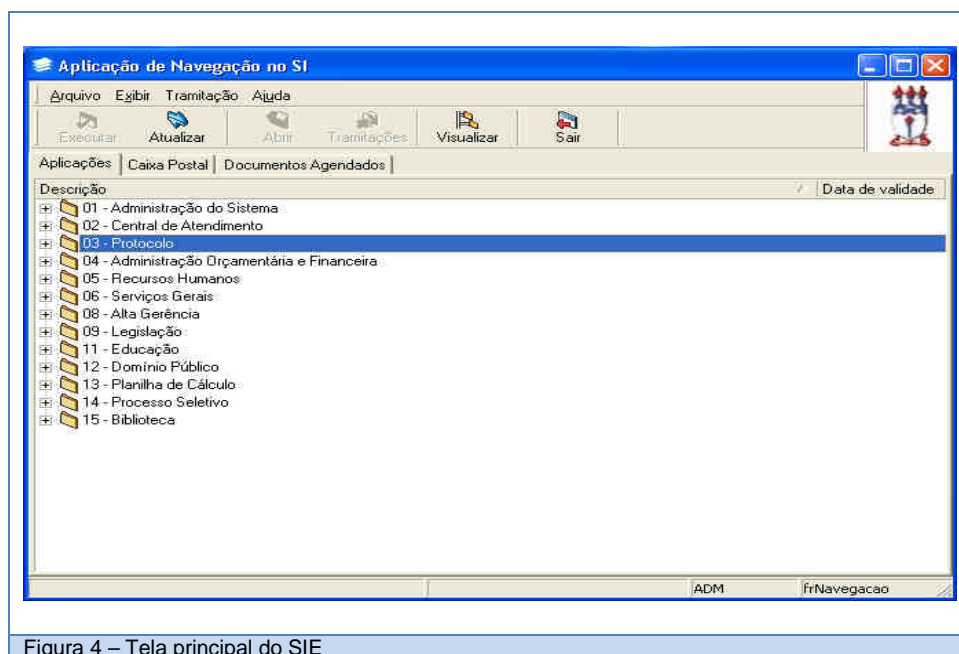 Aplicação de Navegação no SI
Arquivo Exibir Tramitação Ajuda
Executar Atualizar Abrir Tramitações Visualizar Sair
Aplicações Caixa Postal Documentos Agendados
Descrição Data de validade
01 - Administração do Sistema
02 - Central de Atendimento
03 - Protocolo
04 - Administração Orçamentária e Financeira
05 - Recursos Humanos
06 - Serviços Gerais
08 - Alta Gerência
09 - Legislação
11 - Educação
12 - Domínio Público
13 - Planilha de Cálculo
14 - Processo Seletivo
15 - Biblioteca
ADM frNavegacao
Figura 4 – Tela principal do SIE